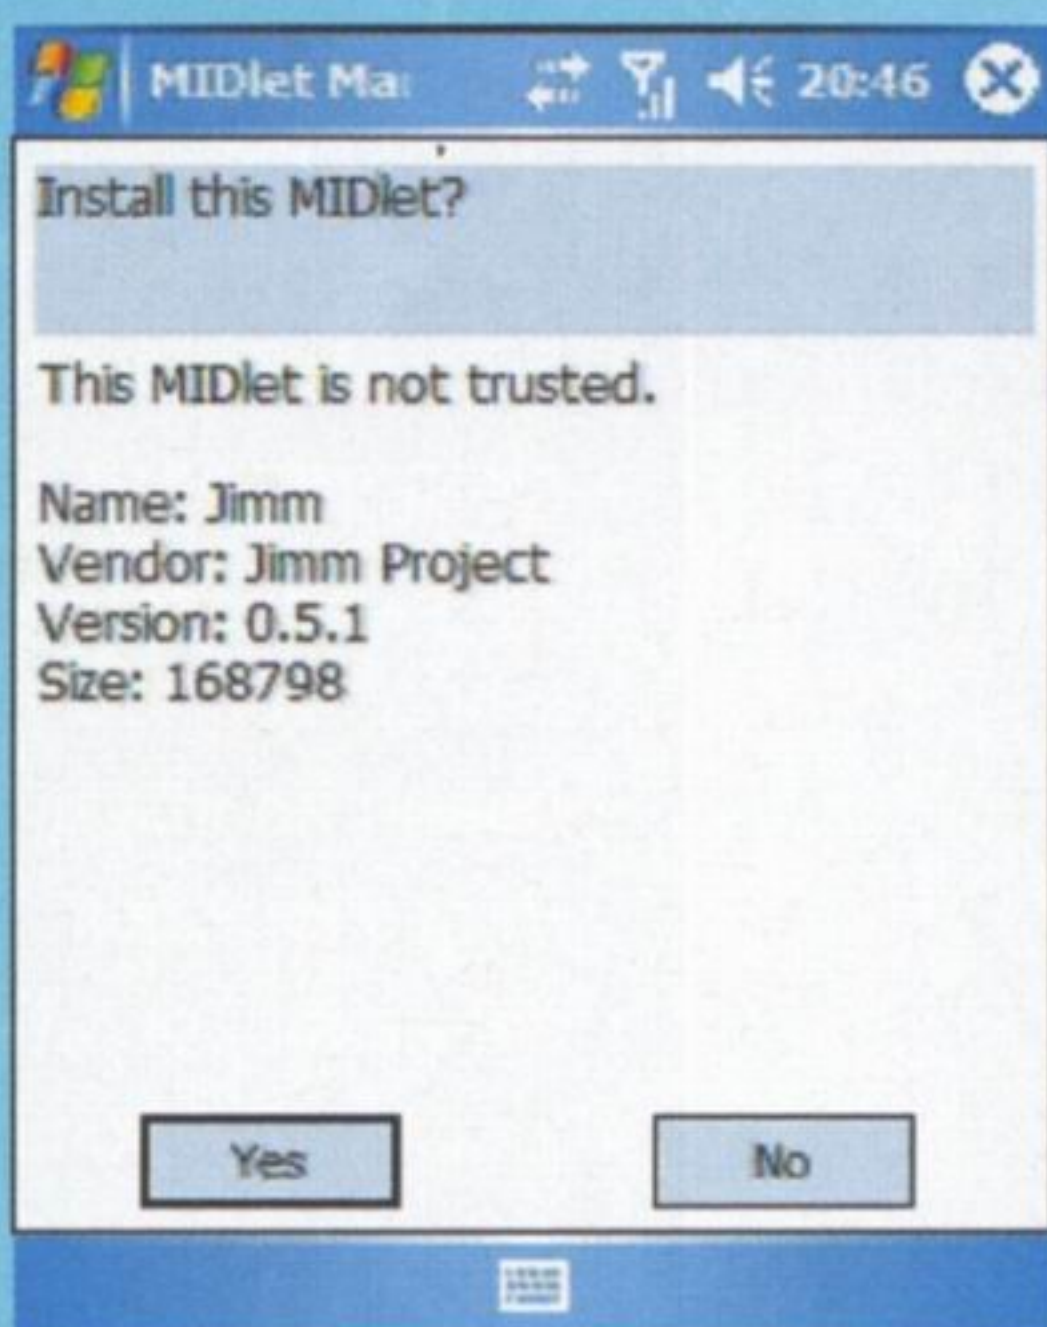 MIDlet Ma
20:46
Install this MIDlet?
This MIDlet is not trusted.
Name: Jimm
Vendor: Jimm Project
Version: 0.5.1
Size: 168798
Yes
No